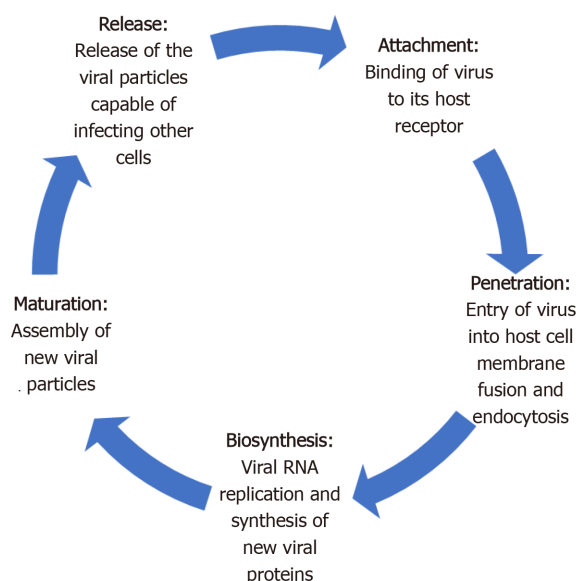 Release:
Release of the
viral particles
capable of
infecting other
cells
Attachment:
Binding of virus
to its host
receptor
Penetration:
Entry of virus
into host cell
membrane
fusion and
endocytosis
Biosynthesis:
Viral RNA
replication and
synthesis of
new viral
proteins
Maturation:
Assembly of
new viral
. particles